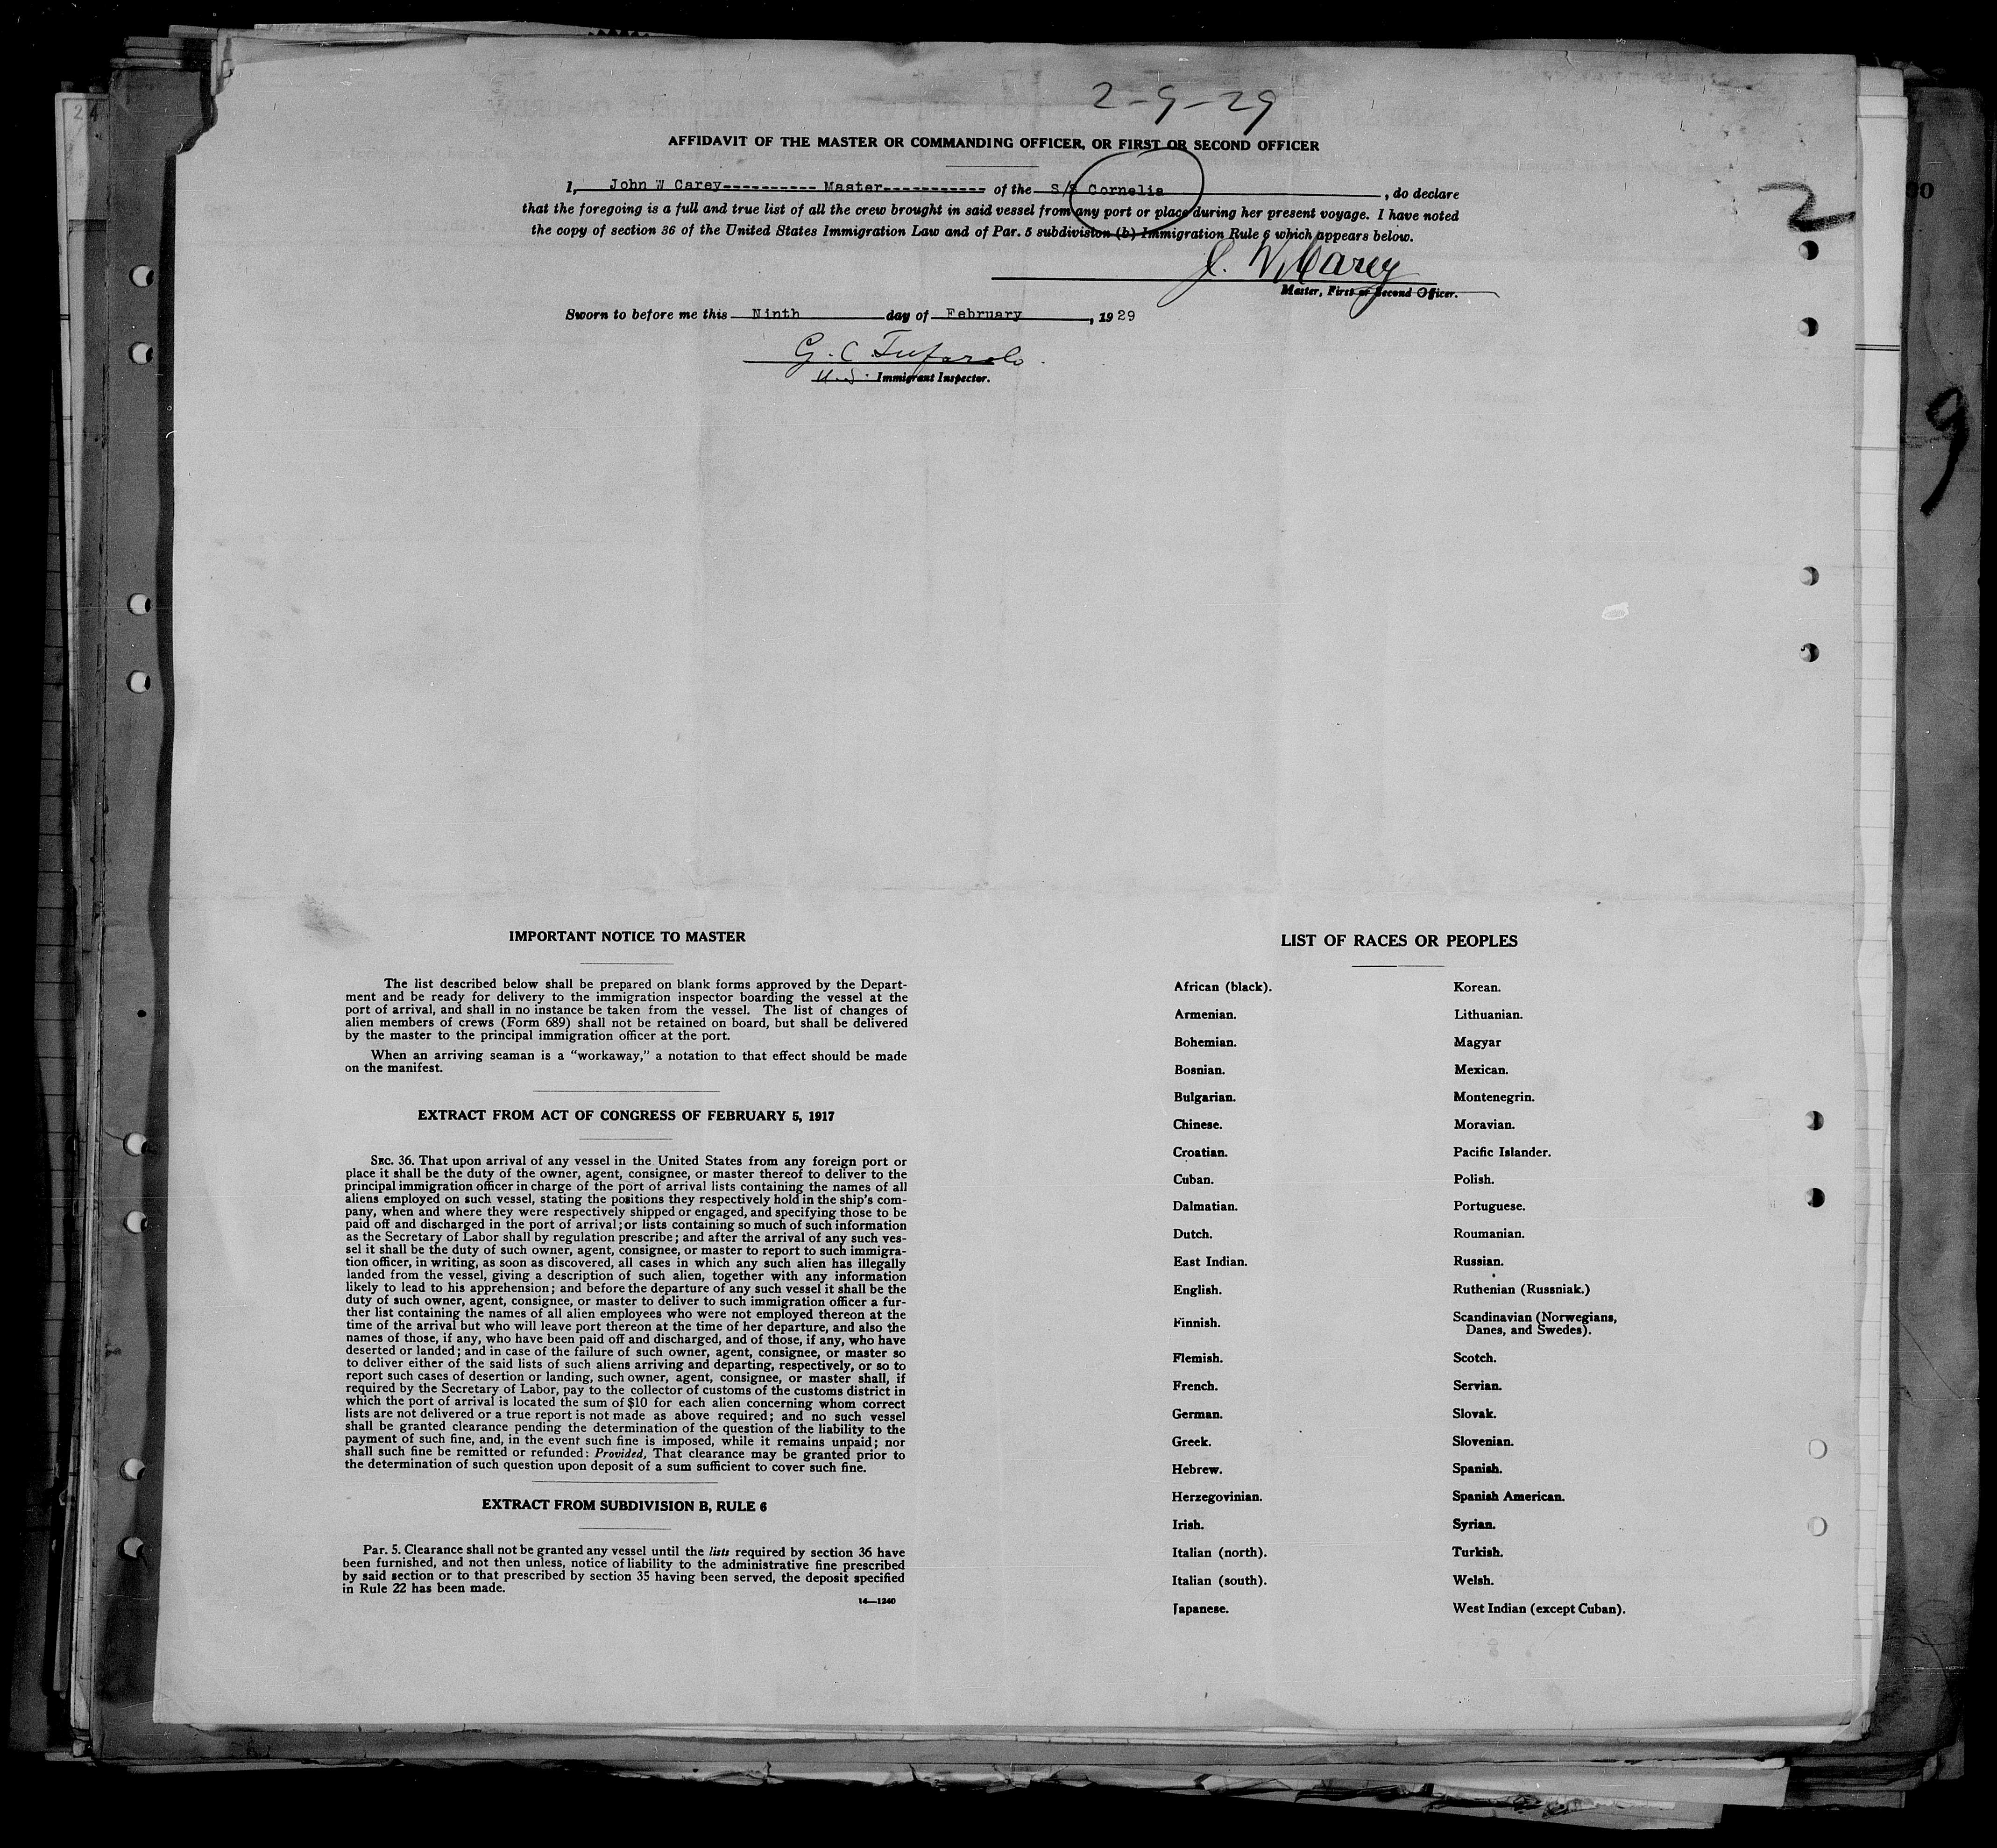 2-9-29
AFFIDAVIT OF THE MASTER OR COMMANDING OFFICER, OR FIRST OR SECOND OFFICER
I, John W Carey---------- Master----------- of the S/S Cornelia, do declare
that the foregoing is a full and true list of all the crew brought in said vessel from any port or place during her present voyage. I have noted
the copy of section 36 of the United States Immigration Law and of Par. 5 subdivision (b) Immigration Rule 6 which appears below.
2
J. W. Carey
Master, First or Second Officer.
Sworn to before me this Ninth day of February, 1929
G. C. Tufarolo.
U.S. Immigrant Inspector.
9
24
IMPORTANT NOTICE TO MASTER
The list described below shall be prepared on blank forms approved by the Depart-
ment and be ready for delivery to the immigration inspector boarding the vessel at the
port of arrival, and shall in no instance be taken from the vessel. The list of changes of
alien members of crews (Form 689) shall not be retained on board, but shall be delivered
by the master to the principal immigration officer at the port.
When an arriving seaman is a "workaway," a notation to that effect should be made
on the manifest.
EXTRACT FROM ACT OF CONGRESS OF FEBRUARY 5, 1917
SEC. 36. That upon arrival of any vessel in the United States from any foreign port or
place it shall be the duty of the owner, agent, consignee, or master thereof to deliver to the
principal immigration officer in charge of the port of arrival lists containing the names of all
aliens employed on such vessel, stating the positions they respectively hold in the ship's com-
pany, when and where they were respectively shipped or engaged, and specifying those to be
paid off and discharged in the port of arrival; or lists containing so much of such information
as the Secretary of Labor shall by regulation prescribe; and after the arrival of any such ves-
sel it shall be the duty of such owner, agent, consignee, or master to report to such immigra-
tion officer, in writing, as soon as discovered, all cases in which any such alien has illegally
landed from the vessel, giving a description of such alien, together with any information
likely to lead to his apprehension; and before the departure of any such vessel it shall be the
duty of such owner, agent, consignee, or master to deliver to such immigration officer a fur-
ther list containing the names of all alien employees who were not employed thereon at the
time of the arrival but who will leave port thereon at the time of her departure, and also the
names of those, if any, who have been paid off and discharged, and of those, if any, who have
deserted or landed; and in case of the failure of such owner, agent, consignee, or master so
to deliver either of the said lists of such aliens arriving and departing, respectively, or so to
report such cases of desertion or landing, such owner, agent, consignee, or master shall, if
required by the Secretary of Labor, pay to the collector of customs of the customs district in
which the port of arrival is located the sum of $10 for each alien concerning whom correct
lists are not delivered or a true report is not made as above required; and no such vessel
shall be granted clearance pending the determination of the question of the liability to the
payment of such fine, and, in the event such fine is imposed, while it remains unpaid; nor
shall such fine be remitted or refunded: Provided, That clearance may be granted prior to
the determination of such question upon deposit of a sum sufficient to cover such fine.
EXTRACT FROM SUBDIVISION B, RULE 6
Par. 5. Clearance shall not be granted any vessel until the lists required by section 36 have
been furnished, and not then unless, notice of liability to the administrative fine prescribed
by said section or to that prescribed by section 35 having been served, the deposit specified
in Rule 22 has been made.
14—1240
LIST OF RACES OR PEOPLES
African (black).
Armenian.
Bohemian.
Bosnian.
Bulgarian.
Chinese.
Croatian.
Cuban.
Dalmatian.
Dutch.
East Indian.
English.
Finnish.
Flemish.
French.
German.
Greek.
Hebrew.
Herzegovinian.
Irish.
Italian (north).
Italian (south).
Japanese.
Korean.
Lithuanian.
Magyar
Mexican.
Montenegrin.
Moravian.
Pacific Islander.
Polish.
Portuguese.
Roumanian.
Russian.
Ruthenian (Russniak.)
Scandinavian (Norwegians,
Danes, and Swedes).
Scotch.
Servian.
Slovak.
Slovenian.
Spanish.
Spanish American.
Syrian.
Turkish.
Welsh.
West Indian (except Cuban).